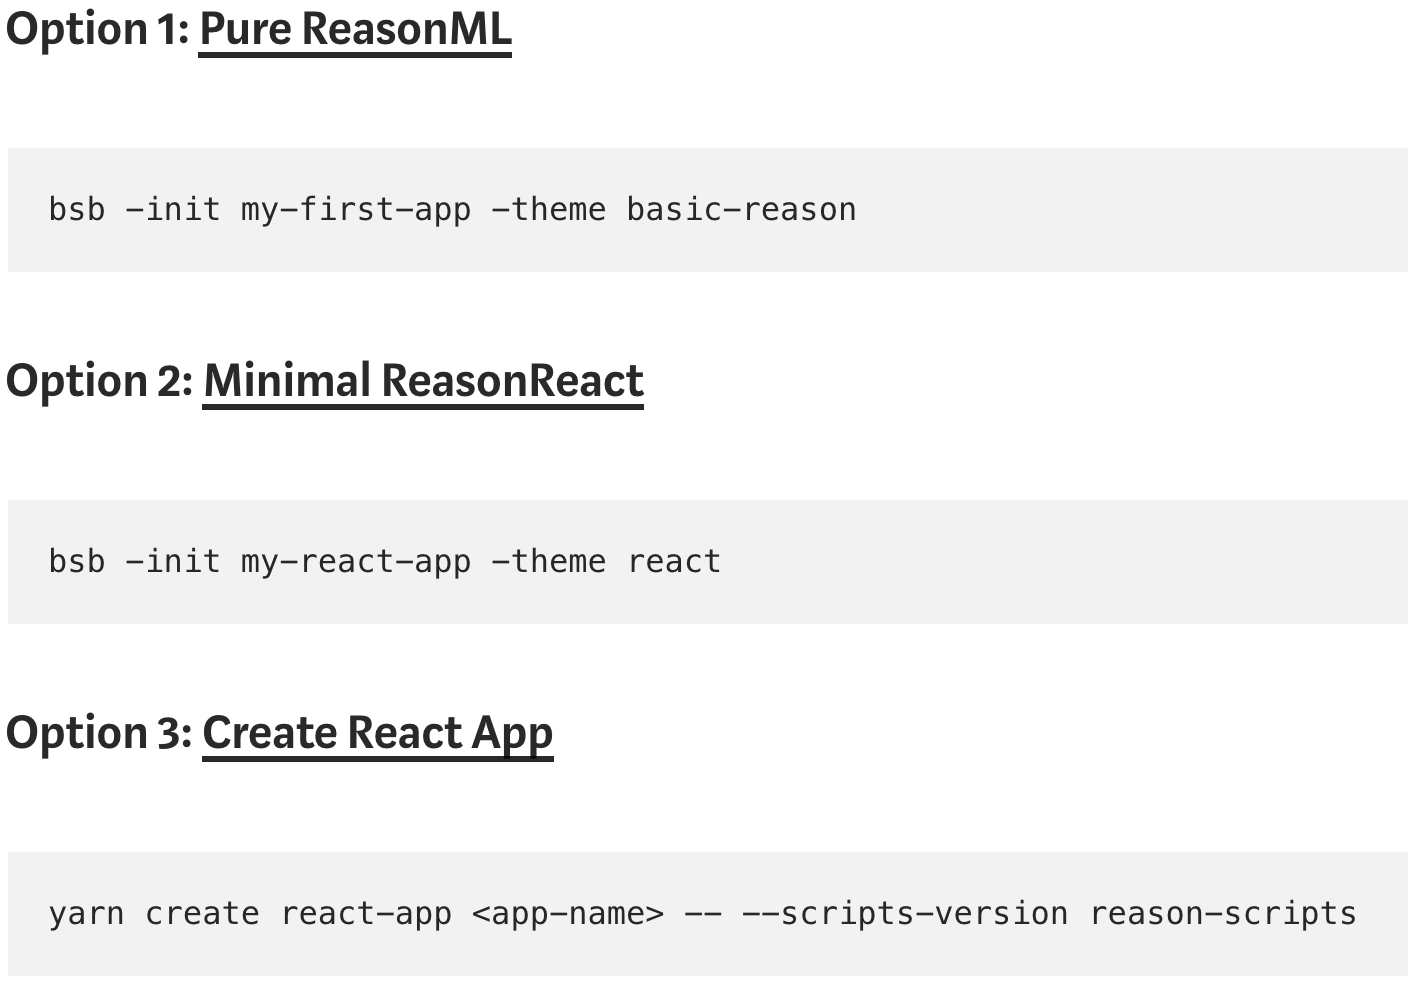 Option 1: Pure ReasonML
bsb -init my-first-app -theme basic-reason
Option 2: Minimal ReasonReact
bsb -init my-react-app -theme react
Option 3: Create React App
yarn create react-app <app-name> -- --scripts-version reason-scripts